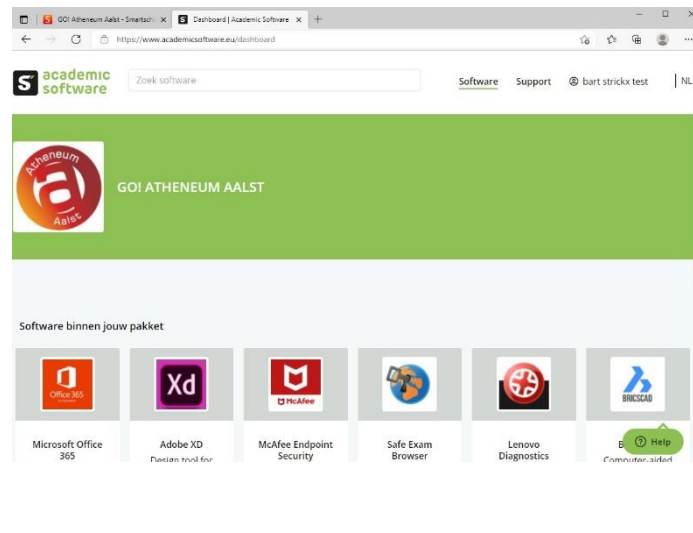 GO! Atheneum Aalst - Smartsch
Dashboard | Academic Software
https://www.academicsoftware.eu/dashboard
academic
software
Zoek software
Software
Support
bart strickx test
NL
Atheneum
a
Aalst
GO! ATHENEUM AALST
Software binnen jouw pakket
Office 365
Xd
McAfee
BRICSCAD
Microsoft Office
365
Adobe XD
Design tool for
McAfee Endpoint
Security
Safe Exam
Browser
Lenovo
Diagnostics
B
Computer-aided
Help